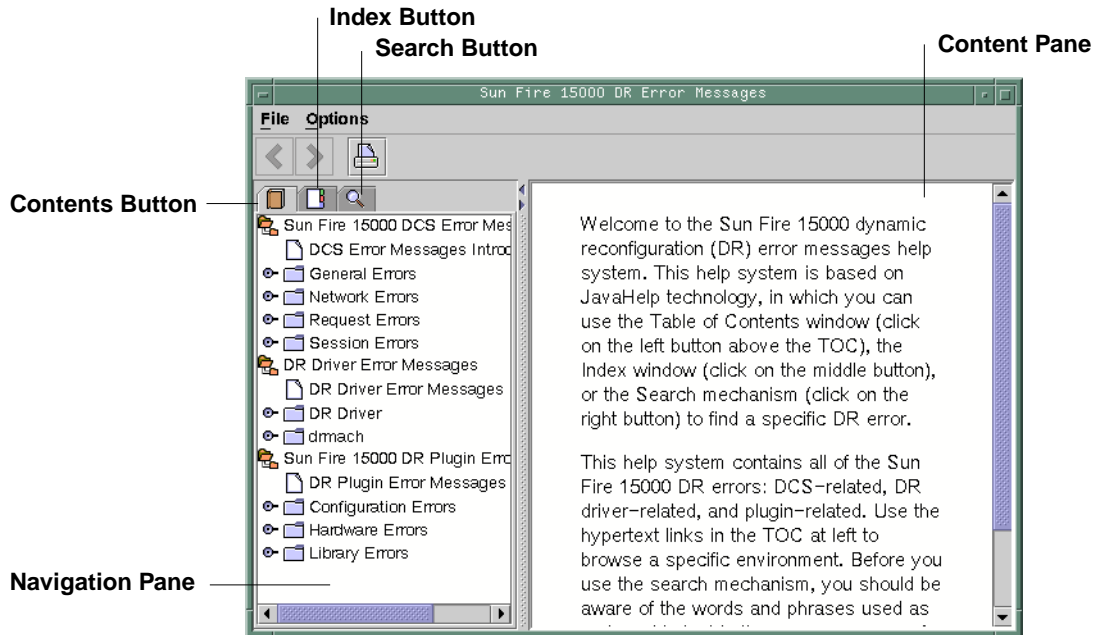 Index Button
Search Button
Content Pane
Sun Fire 15000 DR Error Messages
File Options
Contents Button
Sun Fire 15000 DCS Error Mes
DCS Error Messages Introd
General Errors
Network Errors
Request Errors
Session Errors
DR Driver Error Messages
DR Driver Error Messages
DR Driver
drmach
Sun Fire 15000 DR Plugin Erro
DR Plugin Error Messages
Configuration Errors
Hardware Errors
Library Errors
Navigation Pane
Welcome to the Sun Fire 15000 dynamic
reconfiguration (DR) error messages help
system. This help system is based on
JavaHelp technology, in which you can
use the Table of Contents window (click
on the left button above the TOC), the
Index window (click on the middle button),
or the Search mechanism (click on the
right button) to find a specific DR error.
This help system contains all of the Sun
Fire 15000 DR errors: DCS-related, DR
driver-related, and plugin-related. Use the
hypertext links in the TOC at left to
browse a specific environment. Before you
use the search mechanism, you should be
aware of the words and phrases used as